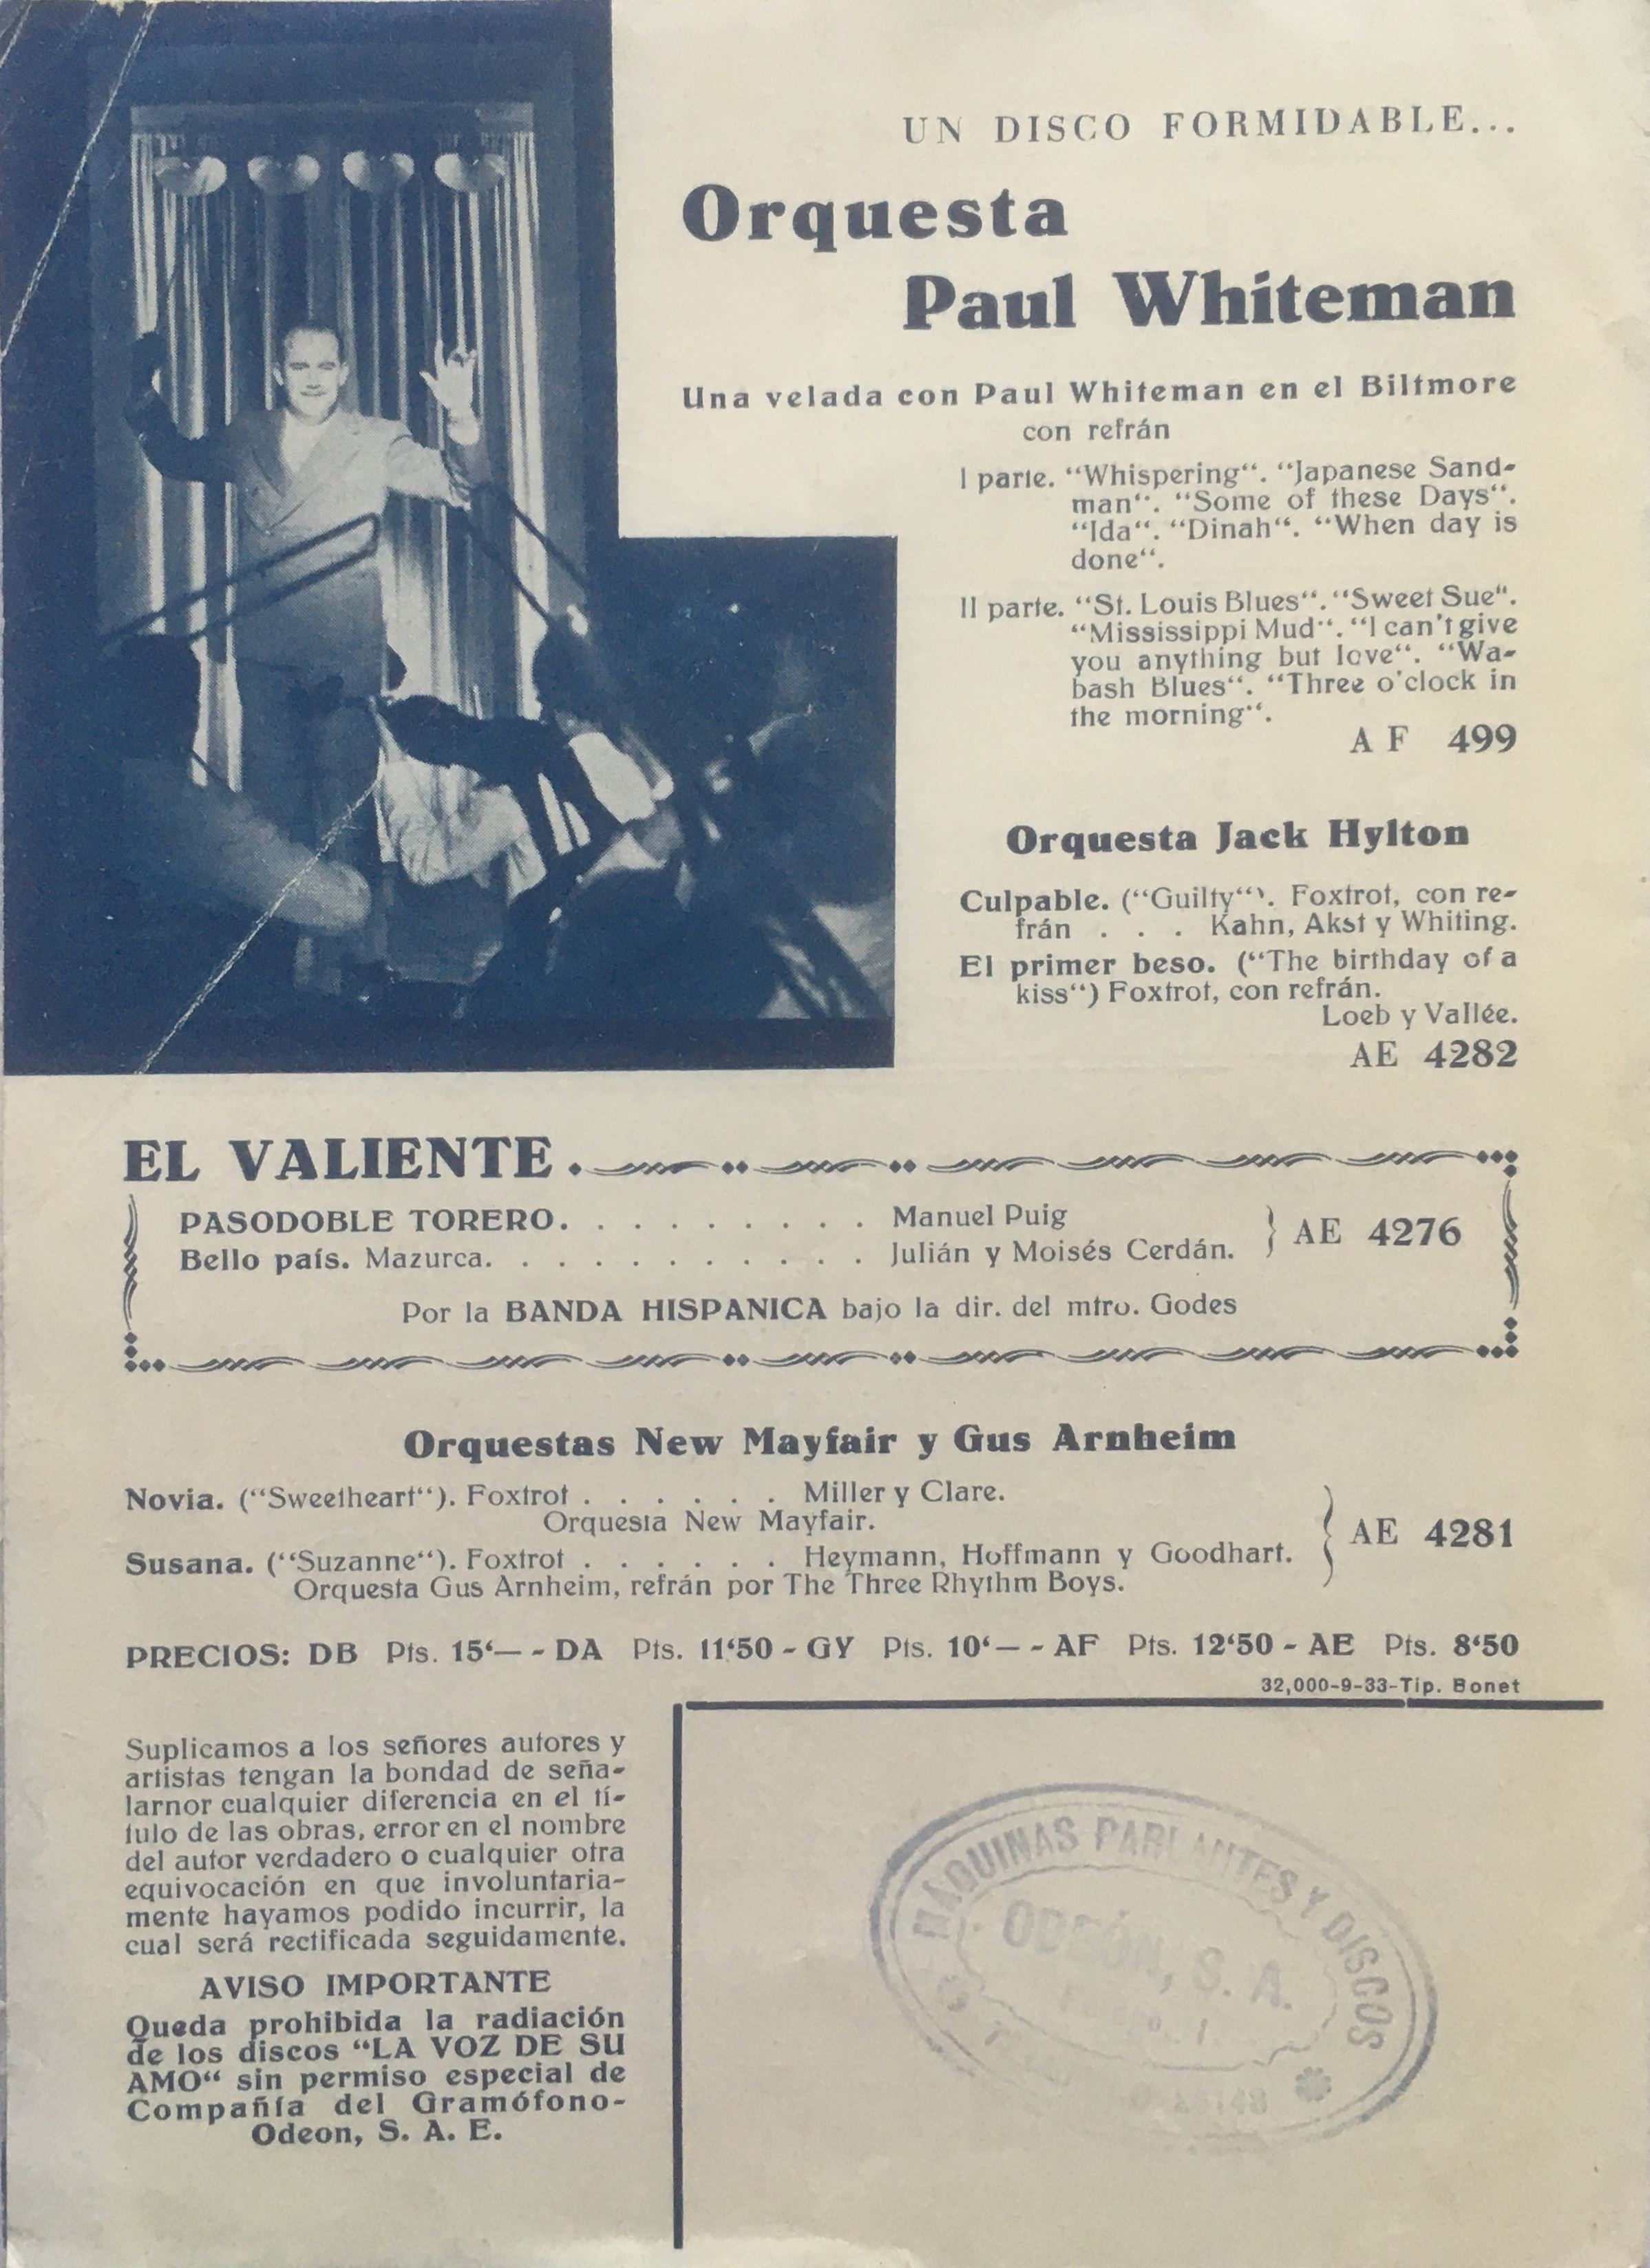 UN DISCO FORMIDABLE...
Orquesta
Paul Whiteman
Una velada con Paul Whiteman en el Biltmore
con refrán
I parte. “Whispering“. “Japanese Sand-
man“. “Some of these Days“.
“Ida“. “Dinah“. “When day is
done“.
II parte. “St. Louis Blues“. “Sweet Sue“.
“Mississippi Mud“. “I can't give
you anything but love“. “Wa-
bash Blues“. “Three o'clock in
the morning“.
AF 499
Orquesta Jack Hylton
Culpable. (“Guilty“). Foxtrot, con re-
frán . . . Kahn, Akst y Whiting.
El primer beso. (“The birthday of a
kiss“) Foxtrot, con refrán.
Loeb y Vallée.
AE 4282
EL VALIENTE.
PASODOBLE TORERO. . . . . . . . . . Manuel Puig
Bello país. Mazurca. . . . . . . . . . . . Julián y Moisés Cerdán.
AE 4276
Por la BANDA HISPANICA bajo la dir. del mtro. Godes
Orquestas New Mayfair y Gus Arnheim
Novia. (“Sweetheart“). Foxtrot . . . . . . Miller y Clare.
Orquesta New Mayfair.
Susana. (“Suzanne“). Foxtrot . . . . . . Heymann, Hoffmann y Goodhart.
Orquesta Gus Arnheim, refrán por The Three Rhythm Boys.
AE 4281
PRECIOS: DB Pts. 15‘— - DA Pts. 11‘50 - GY Pts. 10‘— - AF Pts. 12‘50 - AE Pts. 8‘50
32,000-9-33-Tip. Bonet
Suplicamos a los señores autores y
artistas tengan la bondad de seña-
larnor cualquier diferencia en el tí-
tulo de las obras, error en el nombre
del autor verdadero o cualquier otra
equivocación en que involuntaria-
mente hayamos podido incurrir, la
cual será rectificada seguidamente.
AVISO IMPORTANTE
Queda prohibida la radiación
de los discos “LA VOZ DE SU
AMO“ sin permiso especial de
Compañía del Gramófono-
Odeon, S. A. E.
MAQUINAS PARLANTES Y DISCOS
ODEÓN, S. A.